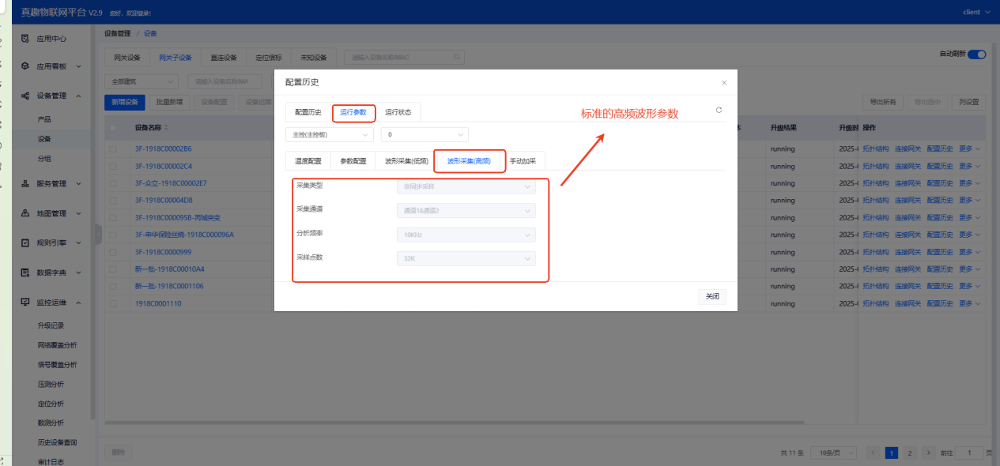 真趣物联网平台 V2.9 您好，欢迎登录! client
应用中心
应用看板
设备管理
产品
设备
分组
服务管理
地图管理
规则引擎
数据字典
监控运维
升级记录
网络覆盖分析
信号覆盖分析
压测分析
定位分析
数测分析
历史设备查询
审计日志
设备管理 / 设备
网关设备 网关子设备 直连设备 定位信标 未知设备 请输入设备名称/MAC 自动刷新
全部建筑 请输入设备名称/MA
新增设备 批量新增 设备配置 设备运维 导出所有 导出选中 列设置
设备名称 本 升级结果 升级时 操作
3F-1918C00002B6 running 2025-0 拓扑结构 连接网关 配置历史 更多
3F-1918C00002C4 running 2025-0 拓扑结构 连接网关 配置历史 更多
3F-众立-1918C00002E7 running 2025-0 拓扑结构 连接网关 配置历史 更多
3F-1918C00004D8 running 2025-0 拓扑结构 连接网关 配置历史 更多
3F-1918C000095B-芮城突变 running 2025-0 拓扑结构 连接网关 配置历史 更多
3F-申华保险丝烧-1918C000096A running 2025-0 拓扑结构 连接网关 配置历史 更多
3F-1918C0000999 running 2025-0 拓扑结构 连接网关 配置历史 更多
新一批-1918C00010A4 running 2025-0 拓扑结构 连接网关 配置历史 更多
新一批-1918C0001106 running 2025-0 拓扑结构 连接网关 配置历史 更多
1918C0001110 running 2025-0 拓扑结构 连接网关 配置历史 更多
配置历史 ×
配置历史 运行参数 运行状态
标准的高频波形参数
主控(主控板) 0
温度配置 参数配置 波形采集(低频) 波形采集(高频) 手动加采
采集类型 非同步采样
采集通道 通道1&通道2
分析频率 10KHz
采样点数 32K
关闭
删除 共 11 条 10条/页 1 2 前往 1 页